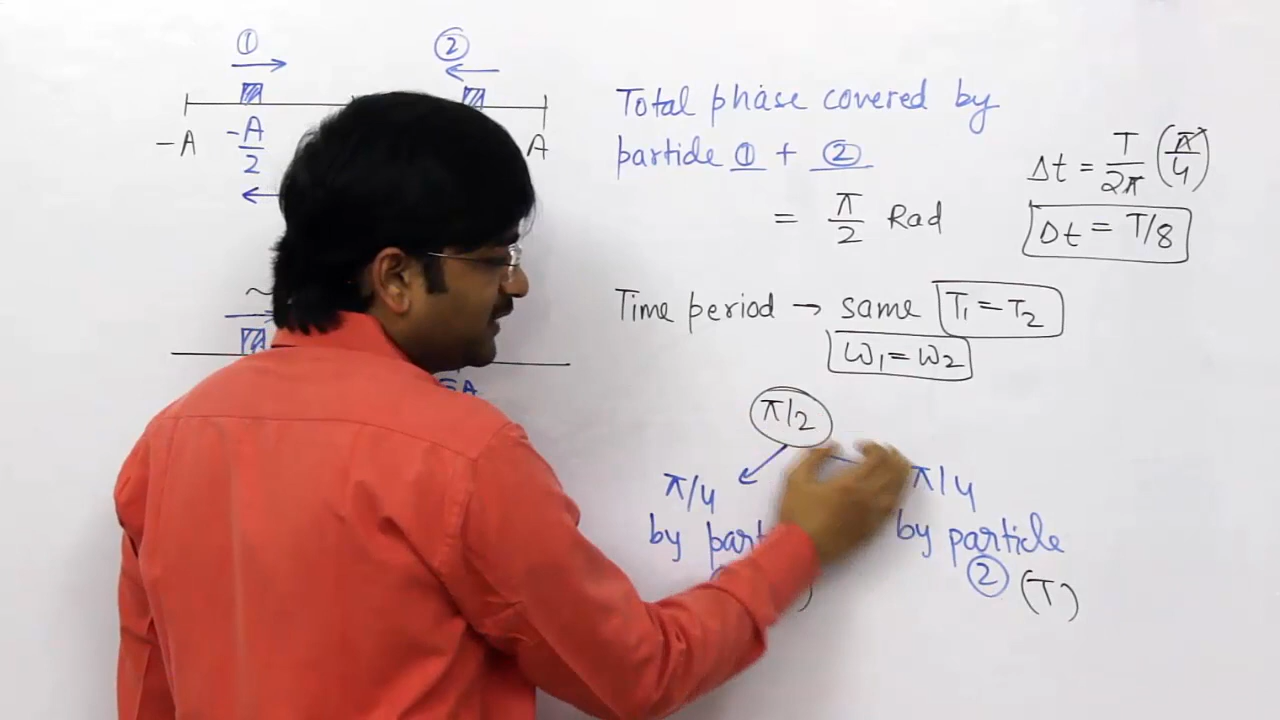 ① ②
-A -A/2 A
Total phase covered by
particle ① + ②
= π/2 Rad
Δt = T/2π (π/4)
Δt = T/8
Time period → same T₁ = T₂
ω₁ = ω₂
π/2
π/4 π/4
by by particle
② (T)